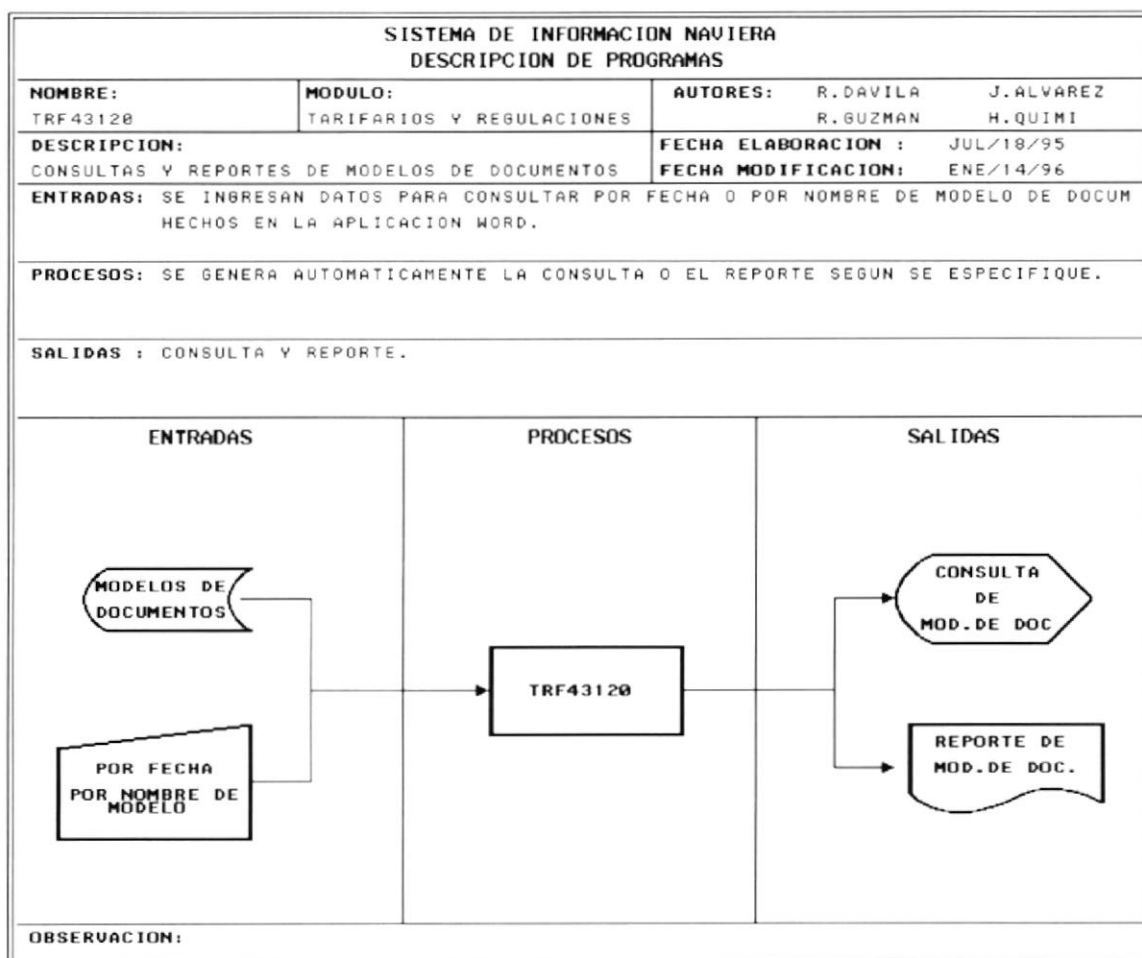 SISTEMA DE INFORMACION NAVIERA
DESCRIPCION DE PROGRAMAS
NOMBRE:
TRF43120
MODULO:
TARIFARIOS Y REGULACIONES
AUTORES: R.DAVILA J.ALVAREZ
R.GUZMAN H.QUIMI
DESCRIPCION:
CONSULTAS Y REPORTES DE MODELOS DE DOCUMENTOS
FECHA ELABORACION : JUL/18/95
FECHA MODIFICACION: ENE/14/96
ENTRADAS: SE INGRESAN DATOS PARA CONSULTAR POR FECHA O POR NOMBRE DE MODELO DE DOCUM
HECHOS EN LA APLICACION WORD.
PROCESOS: SE GENERA AUTOMATICAMENTE LA CONSULTA O EL REPORTE SEGUN SE ESPECIFIQUE.
SALIDAS : CONSULTA Y REPORTE.
ENTRADAS
PROCESOS
SALIDAS
MODELOS DE
DOCUMENTOS
POR FECHA
POR NOMBRE DE
MODELO
TRF43120
CONSULTA
DE
MOD.DE DOC
REPORTE DE
MOD.DE DOC.
OBSERVACION: